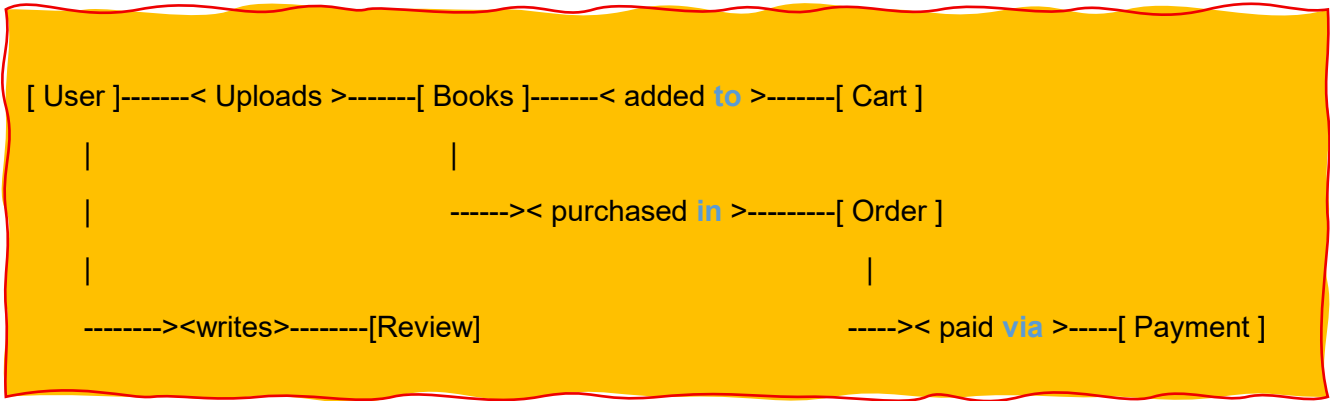 [ User ]-------< Uploads >-------[ Books ]-------< added to >-------[ Cart ]
| |
| ------>< purchased in >---------[ Order ]
| |
--------><writes>--------[Review] ----->< paid via >-----[ Payment ]